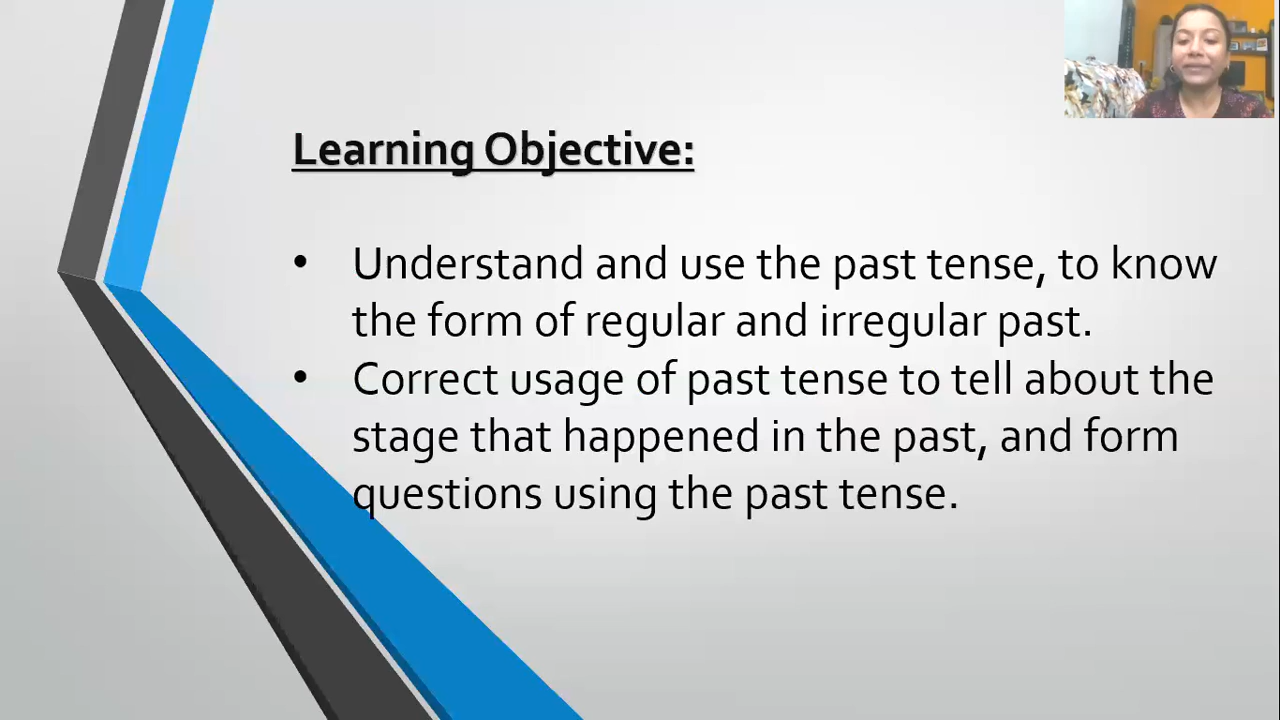 Learning Objective:
• Understand and use the past tense, to know
the form of regular and irregular past.
• Correct usage of past tense to tell about the
stage that happened in the past, and form
questions using the past tense.